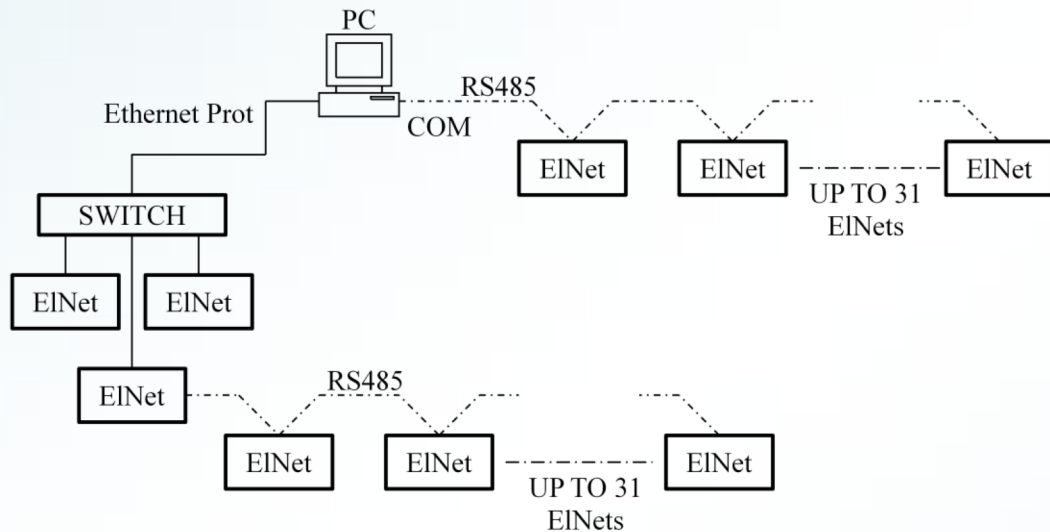 PC
RS485
Ethernet Prot
COM
ElNet
ElNet
ElNet
UP TO 31
ElNets
SWITCH
ElNet
ElNet
ElNet
RS485
ElNet
ElNet
ElNet
UP TO 31
ElNets